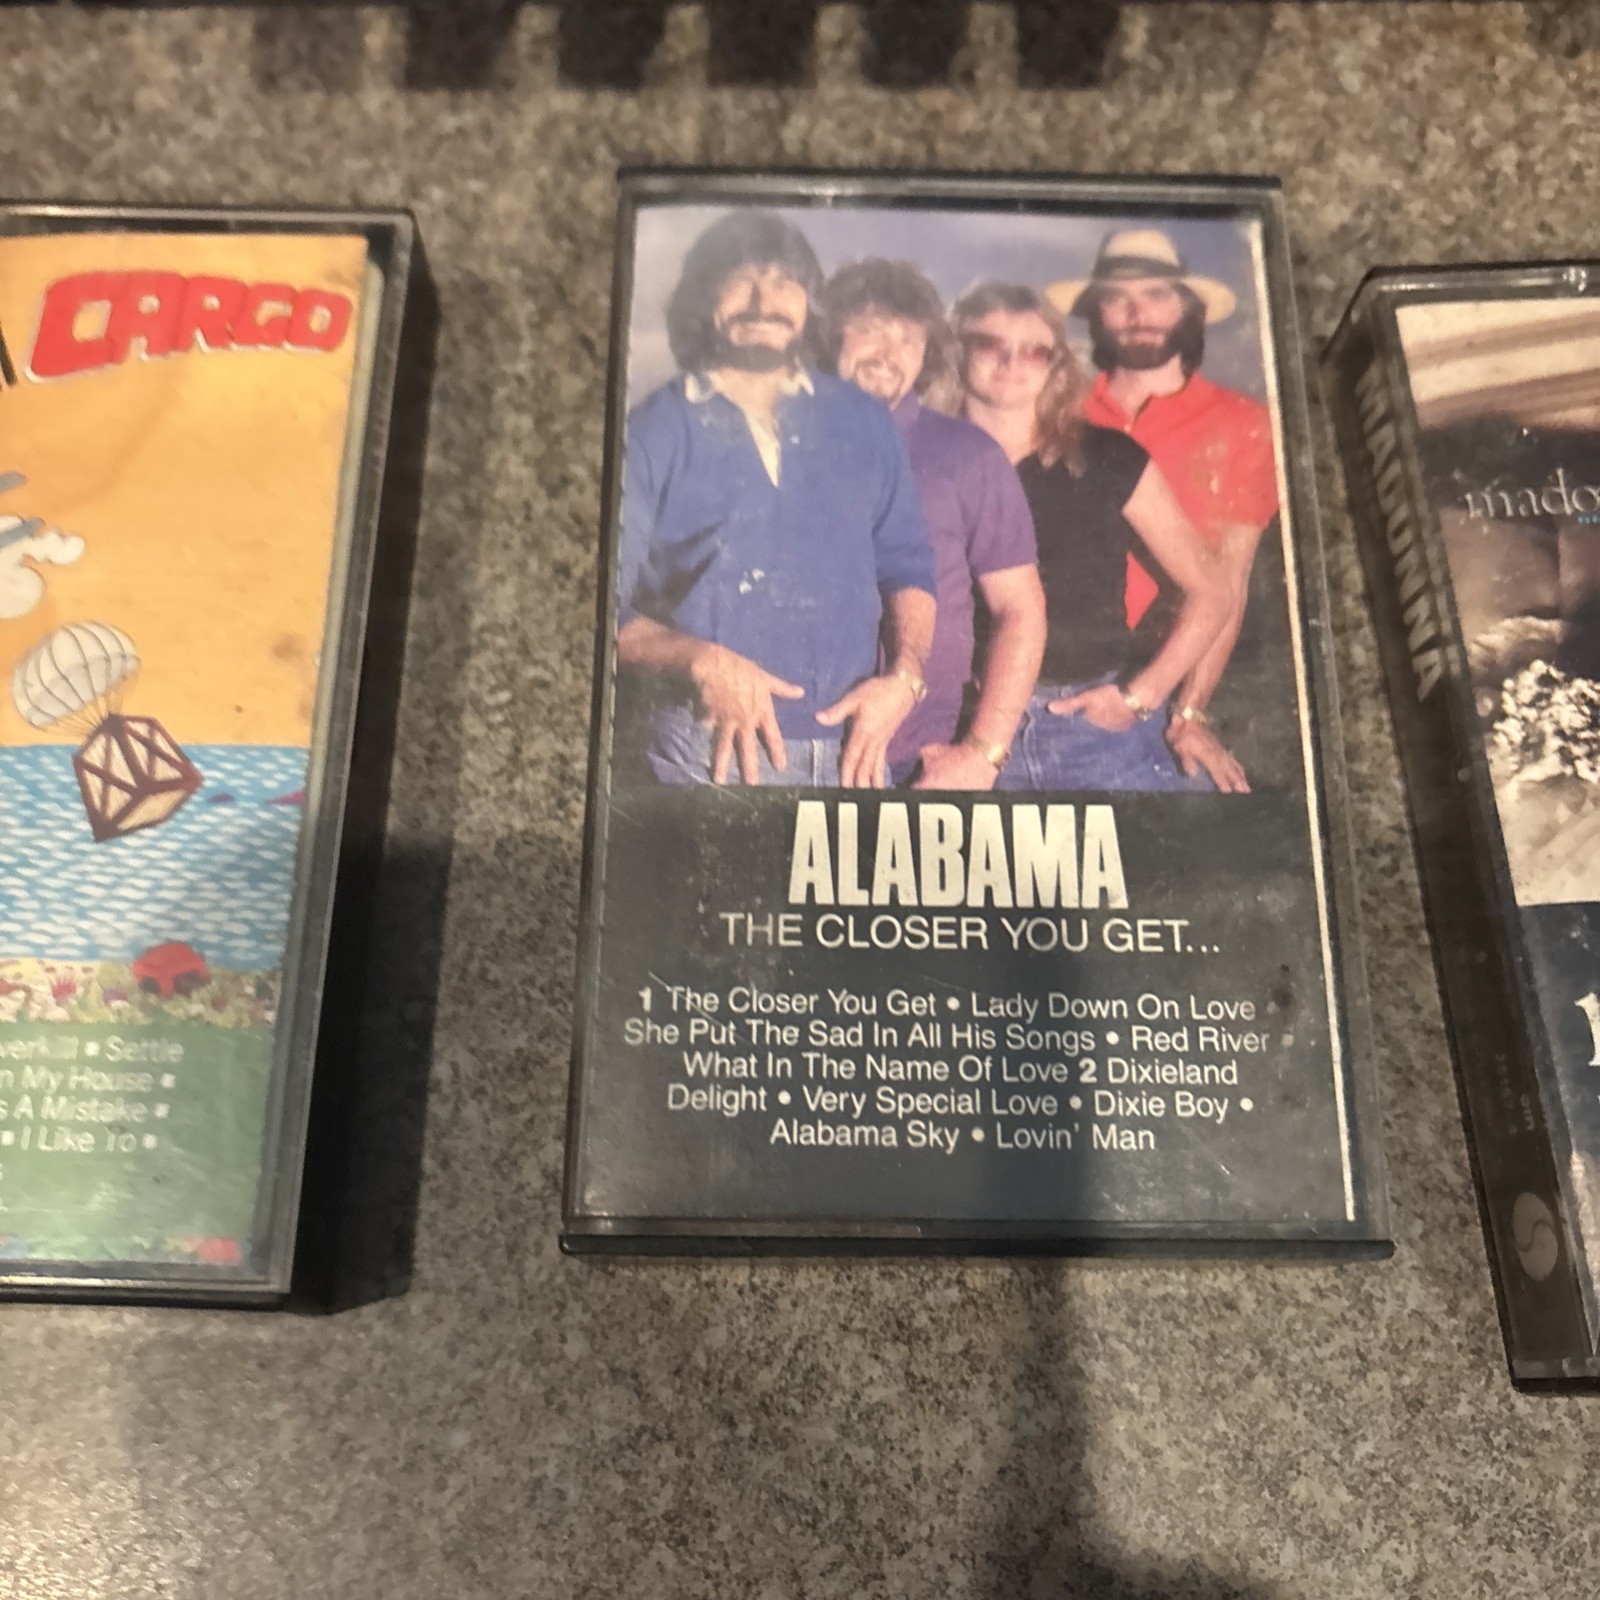 CARGO
Settle
n My House •
s A Mistake •
• I Like To •
ALABAMA
THE CLOSER YOU GET...
1 The Closer You Get • Lady Down On Love •
She Put The Sad In All His Songs • Red River •
What In The Name Of Love 2 Dixieland
Delight • Very Special Love • Dixie Boy •
Alabama Sky • Lovin' Man
MADONNA